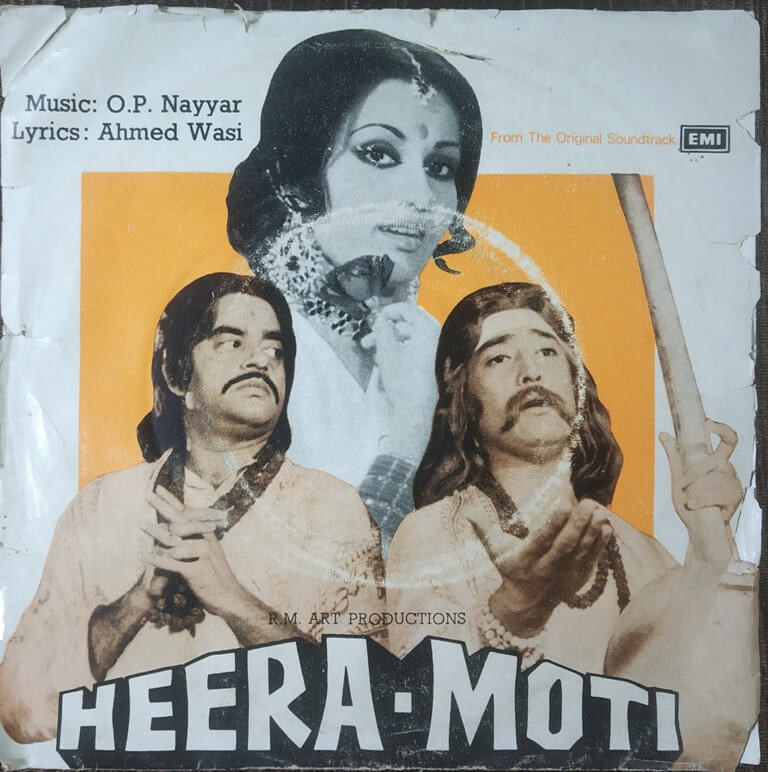 Music: O.P. Nayyar
Lyrics: Ahmed Wasi
From The Original Soundtrack EMI
R.M. ART PRODUCTIONS
HEERA-MOTI